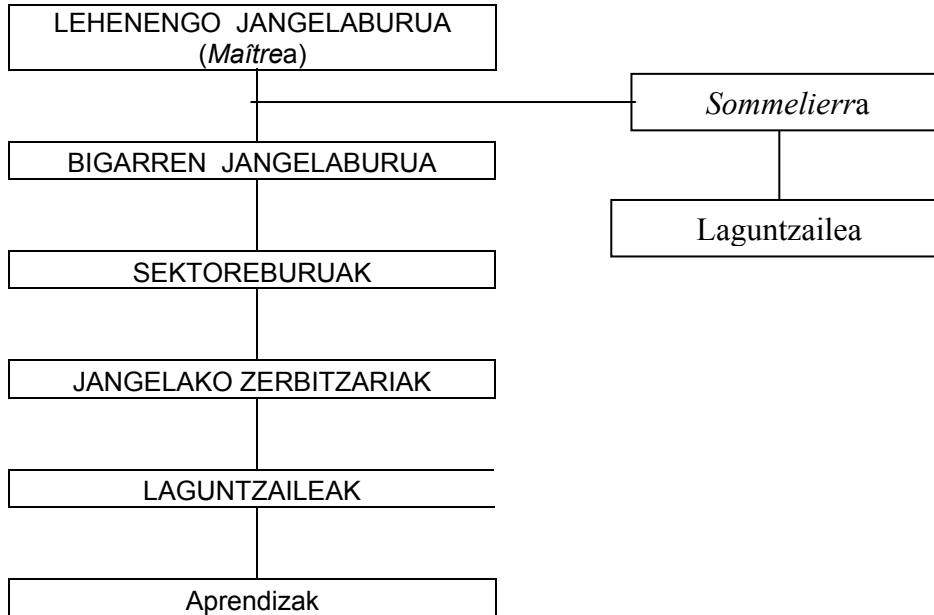 LEHENENGO JANGELABURUA
(Maîtrea)
Sommelierra
BIGARREN JANGELABURUA
Laguntzailea
SEKTOREBURUAK
JANGELAKO ZERBITZARIAK
LAGUNTZAILEAK
Aprendizak